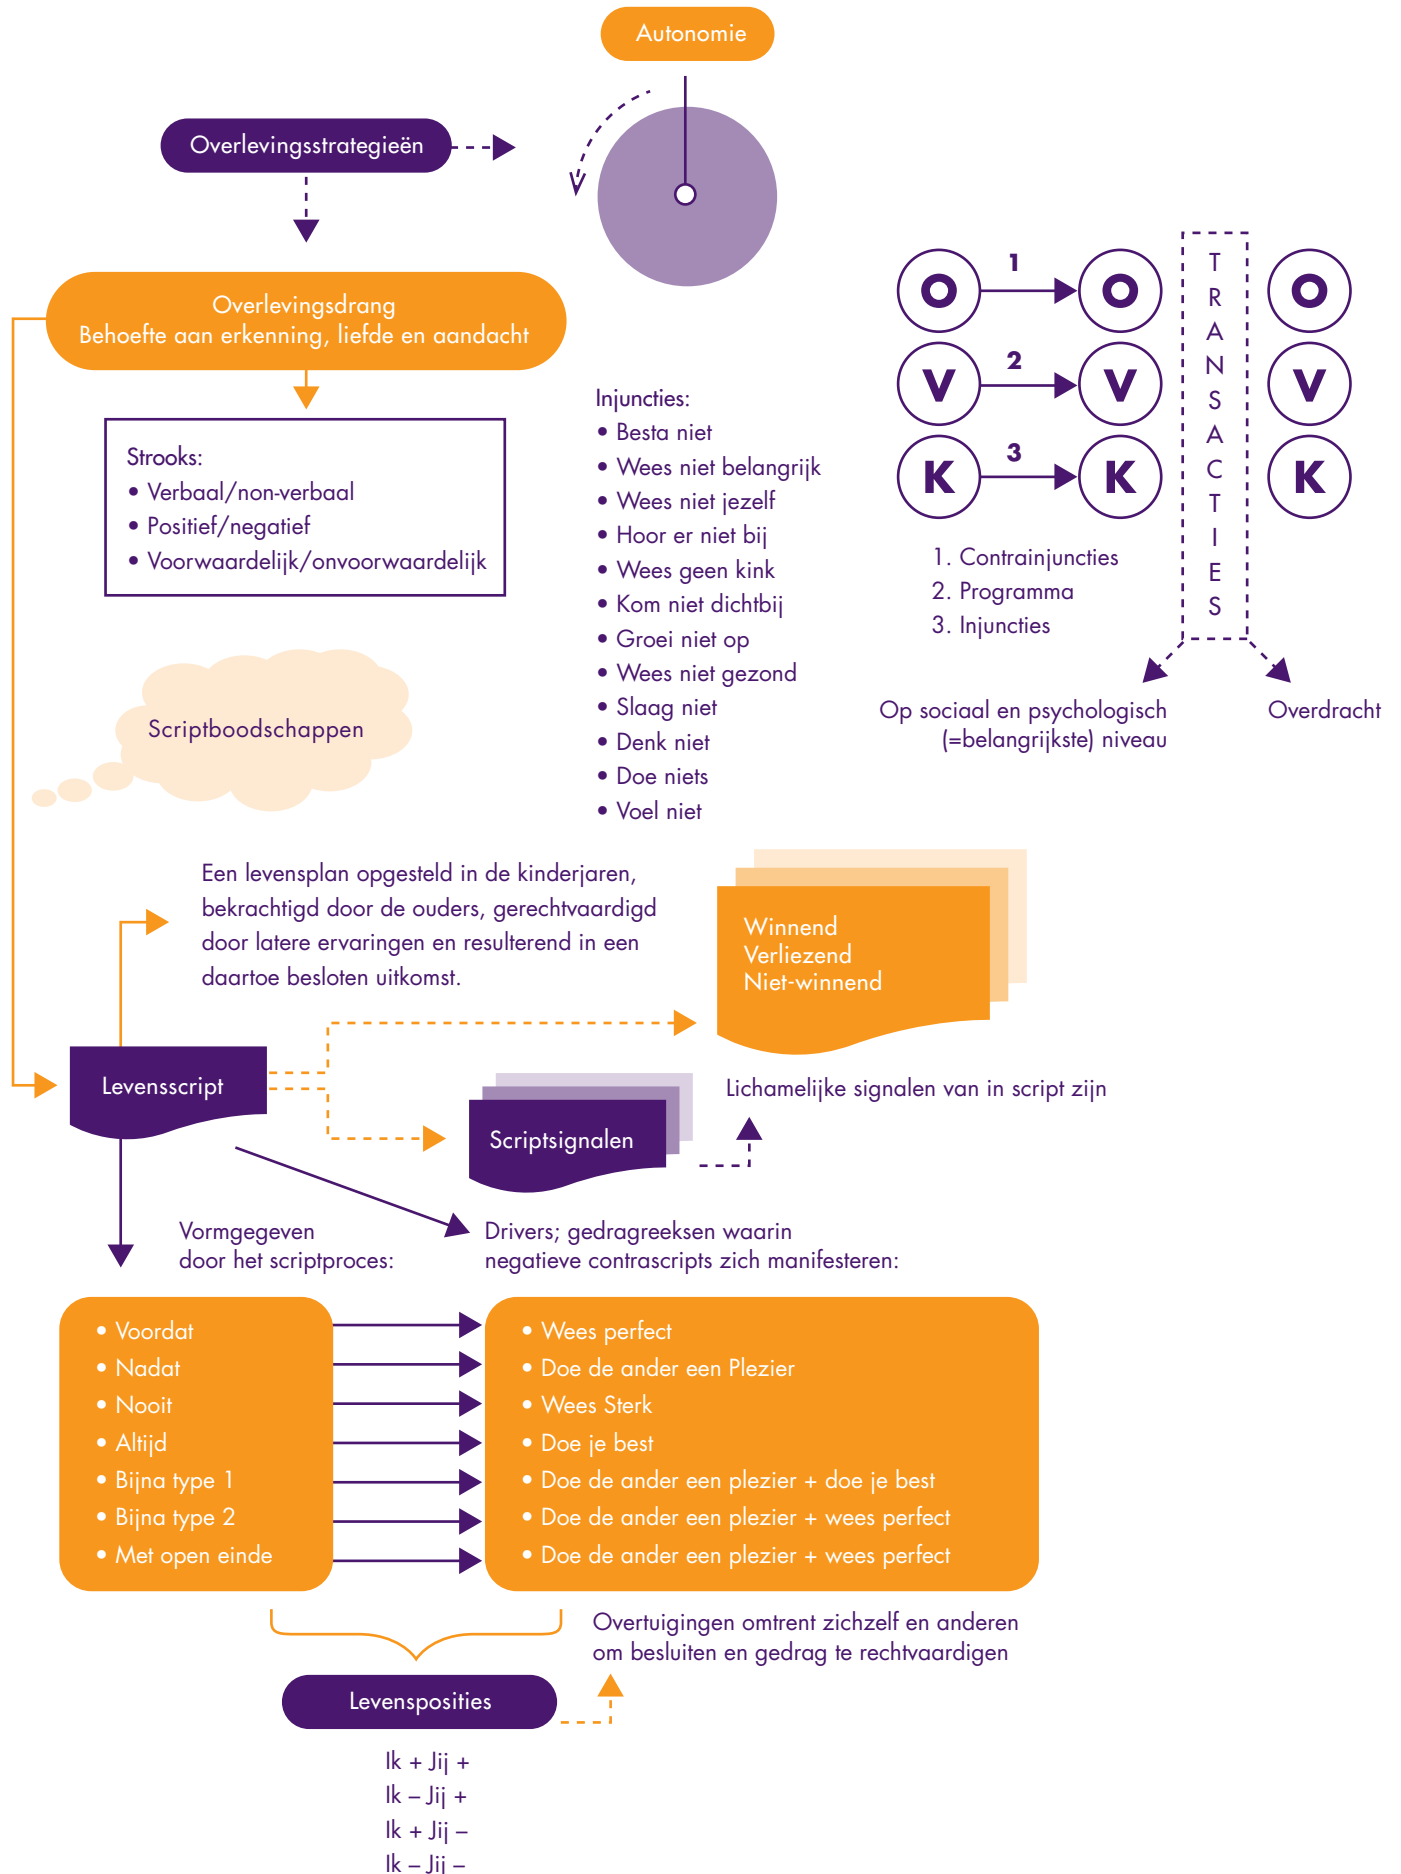 Autonomie
Overlevingsstrategieën
Overlevingsdrang
Behoefte aan erkenning, liefde en aandacht
Strooks:
• Verbaal/non-verbaal
• Positief/negatief
• Voorwaardelijk/onvoorwaardelijk
Scriptboodschappen
Injuncties:
• Besta niet
• Wees niet belangrijk
• Wees niet jezelf
• Hoor er niet bij
• Wees geen kink
• Kom niet dichtbij
• Groei niet op
• Wees niet gezond
• Slaag niet
• Denk niet
• Doe niets
• Voel niet
O 1 O O
V 2 V V
K 3 K K
TRANSACTIES
1. Contrainjuncties
2. Programma
3. Injuncties
Op sociaal en psychologisch
(=belangrijkste) niveau
Overdracht
Een levensplan opgesteld in de kinderjaren,
bekrachtigd door de ouders, gerechtvaardigd
door latere ervaringen en resulterend in een
daartoe besloten uitkomst.
Winnend
Verliezend
Niet-winnend
Levensscript
Scriptsignalen
Lichamelijke signalen van in script zijn
Vormgegeven
door het scriptproces:
Drivers; gedragreeksen waarin
negatieve contrascripts zich manifesteren:
• Voordat
• Nadat
• Nooit
• Altijd
• Bijna type 1
• Bijna type 2
• Met open einde
• Wees perfect
• Doe de ander een Plezier
• Wees Sterk
• Doe je best
• Doe de ander een plezier + doe je best
• Doe de ander een plezier + wees perfect
• Doe de ander een plezier + wees perfect
Overtuigingen omtrent zichzelf en anderen
om besluiten en gedrag te rechtvaardigen
Levensposities
Ik + Jij +
Ik – Jij +
Ik + Jij –
Ik – Jij –